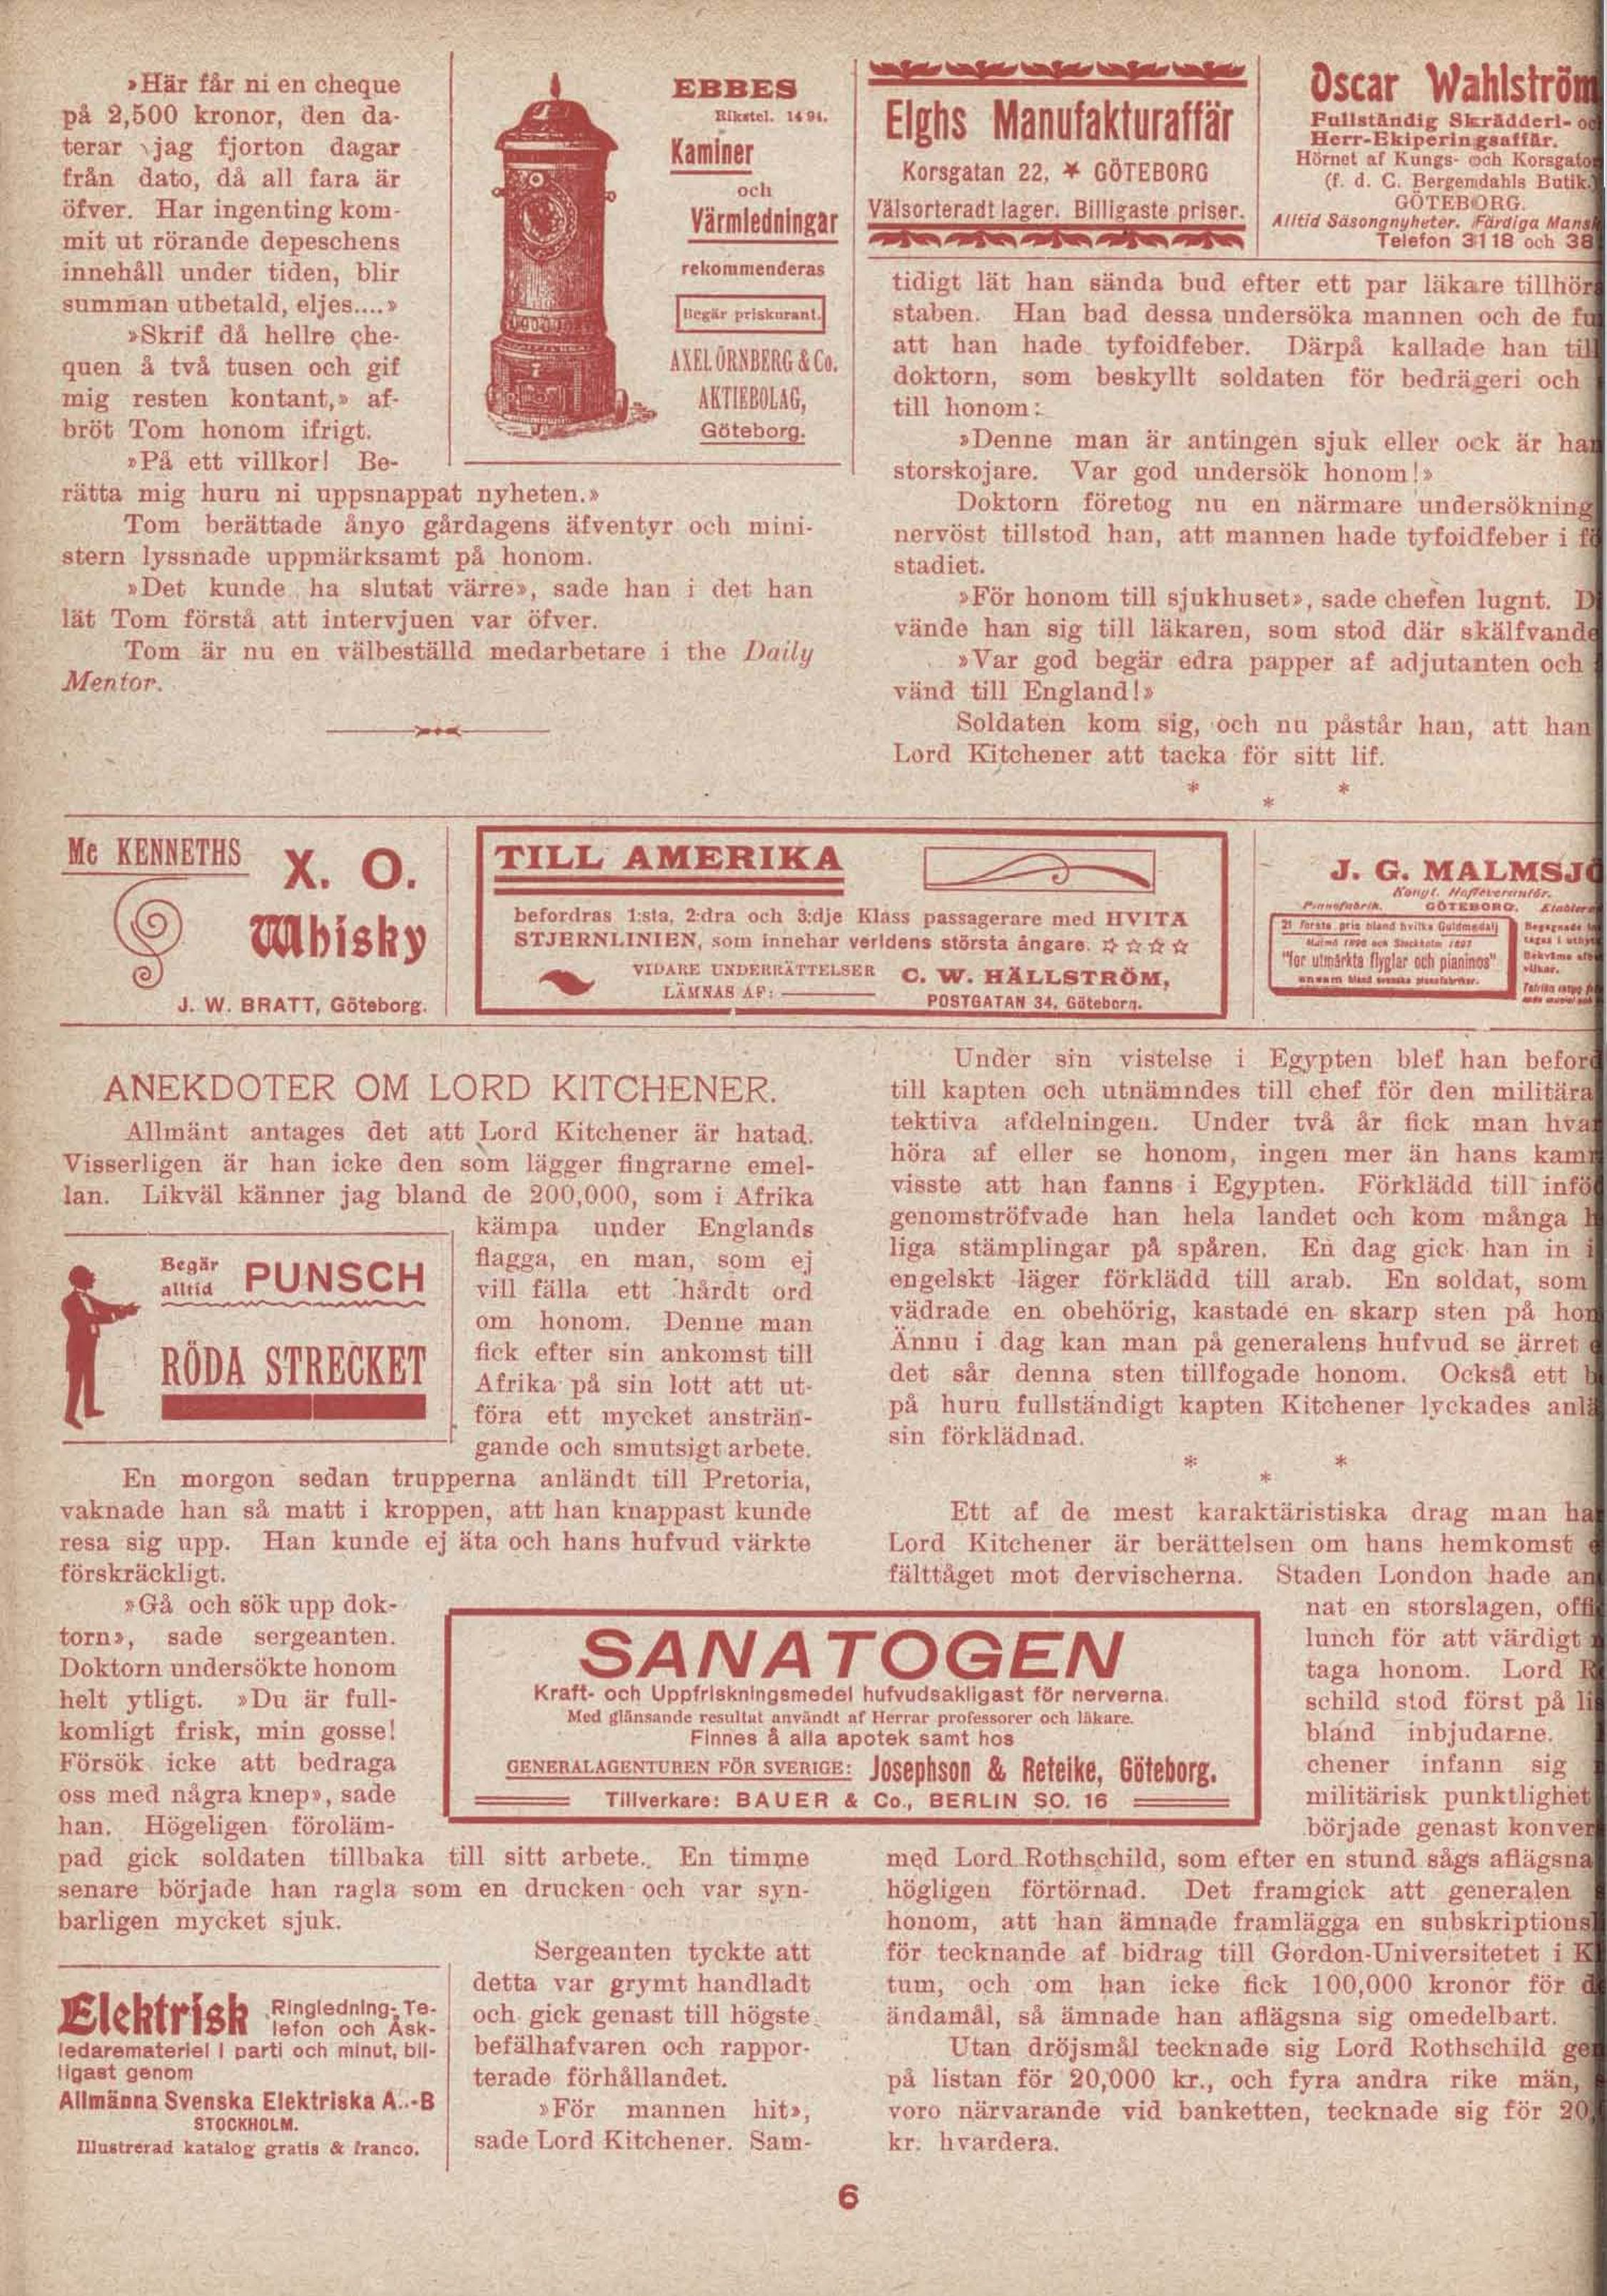 »Här får ni en cheque
på 2,500 kronor, den da-
terar jag fjorton dagar
från dato, då all fara är
öfver. Har ingenting kom-
mit ut rörande depeschens
innehåll under tiden, blir
summan utbetald, eljes....»
»Skrif då hellre che-
quen å två tusen och gif
mig resten kontant,» af-
bröt Tom honom ifrigt.
»På ett villkor! Be-
rätta mig huru ni uppsnappat nyheten.»
Tom berättade ånyo gårdagens äfventyr och mini-
stern lyssnade uppmärksamt på honom.
»Det kunde ha slutat värre», sade han i det han
lät Tom förstå att intervjuen var öfver.
Tom är nu en välbeställd medarbetare i the Daily
Mentor.
EBBES
Rikstel. 1494.
Kaminer
och
Värmledningar
rekommenderas
Begär priskurant.
AXEL ÖRNBERG & Co.
AKTIEBOLAG,
Göteborg.
Elghs Manufakturaffär
Korsgatan 22, GÖTEBORG
Välsorteradt lager. Billigaste priser.
Oscar Wahlström
Fullständig Skrädderi-
Herr-Ekiperingsaffär.
Hörnet af Kungs- och
(f. d. C. Bergendahls Butik.)
GÖTEBORG.
Alltid Säsongnyheter. Färdiga
Telefon 3118 och 38
tidigt lät han sända bud efter ett par läkare
staben. Han bad dessa undersöka mannen och de
att han hade tyfoidfeber. Därpå kallade han
doktorn, som beskyllt soldaten för bedrägeri och
till honom:
»Denne man är antingen sjuk eller ock är
storskojare. Var god undersök honom!»
Doktorn företog nu en närmare undersökning
nervöst tillstod han, att mannen hade tyfoidfeber i
stadiet.
»För honom till sjukhuset», sade chefen lugnt.
vände han sig till läkaren, som stod där
»Var god begär edra papper af adjutanten och
vänd till England!»
Soldaten kom sig, och nu påstår han, att han
Lord Kitchener att tacka för sitt lif.
* * *
Mc KENNETHS
X. O.
Whisky
J. W. BRATT, Göteborg.
TILL AMERIKA
befordras 1:sta, 2:dra och 3:dje Klass passagerare med HVITA
STJERNLINIEN, som innehar verldens största ångare.
VIDARE UNDERRÄTTELSER
LÄMNAS AF:
C. W. HÄLLSTRÖM,
POSTGATAN 34, Göteborg.
J. G. MALMSJÖ
Kongl. Hofleverantör.
Pianofabrik. GÖTEBORG.
21 första pris bland hvilka Guldmedalj
Malmö 1896 och Stockholm 1897
"för utmärkta flyglar och pianinos"
ensam bland svenska pianofabriker.
ANEKDOTER OM LORD KITCHENER.
Allmänt antages det att Lord Kitchener är hatad.
Visserligen är han icke den som lägger fingrarne emel-
lan. Likväl känner jag bland de 200,000, som i Afrika
kämpa under Englands
flagga, en man, som ej
vill fälla ett hårdt ord
om honom. Denne man
fick efter sin ankomst till
Afrika på sin lott att ut-
föra ett mycket ansträn-
gande och smutsigt arbete.
Begär
alltid PUNSCH
RÖDA STRECKET
En morgon sedan trupperna anländt till Pretoria,
vaknade han så matt i kroppen, att han knappast kunde
resa sig upp. Han kunde ej äta och hans hufvud värkte
förskräckligt.
»Gå och sök upp dok-
torn», sade sergeanten.
Doktorn undersökte honom
helt ytligt. »Du är full-
komligt frisk, min gosse!
Försök icke att bedraga
oss med några knep», sade
han. Högeligen föroläm-
pad gick soldaten tillbaka till sitt arbete. En timme
senare började han ragla som en drucken och var syn-
barligen mycket sjuk.
Sergeanten tyckte att
detta var grymt handladt
och gick genast till högste
befälhafvaren och rappor-
terade förhållandet.
»För mannen hit»,
sade Lord Kitchener. Sam-
Elektrisk Ringlednings-, Te-
lefon och Åsk-
ledaremateriel i parti och minut, bil-
ligast genom
Allmänna Svenska Elektriska A.-B
STOCKHOLM.
Illustrerad katalog gratis & franco.
SANATOGEN
Kraft- och Uppfriskningsmedel hufvudsakligast för nerverna.
Med glänsande resultat användt af Herrar professorer och läkare.
Finnes å alla apotek samt hos
GENERALAGENTUREN FÖR SVERIGE: Josephson & Reteike, Göteborg.
Tillverkare: BAUER & Co., BERLIN SO. 16
Under sin vistelse i Egypten blef han
till kapten och utnämndes till chef för den militära
tektiva afdelningen. Under två år fick man
höra af eller se honom, ingen mer än hans
visste att han fanns i Egypten. Förklädd till
genomströfvade han hela landet och kom många
liga stämplingar på spåren. En dag gick han in i
engelskt läger förklädd till arab. En soldat, som
vädrade en obehörig, kastade en skarp sten på
Ännu i dag kan man på generalens hufvud se ärret
det sår denna sten tillfogade honom. Också ett
på huru fullständigt kapten Kitchener lyckades
sin förklädnad.
* * *
Ett af de mest karaktäristiska drag man
Lord Kitchener är berättelsen om hans hemkomst
fälttåget mot dervischerna. Staden London hade
nat en storslagen,
lunch för att värdigt
taga honom. Lord
schild stod först på
bland inbjudarne.
chener infann sig
militärisk punktlighet
började genast
med Lord Rothschild, som efter en stund sågs aflägsna
högligen förtörnad. Det framgick att generalen
honom, att han ämnade framlägga en subskriptions
för tecknande af bidrag till Gordon-Universitetet i
tum, och om han icke fick 100,000 kronor för
ändamål, så ämnade han aflägsna sig omedelbart.
Utan dröjsmål tecknade sig Lord Rothschild
på listan för 20,000 kr., och fyra andra rike män,
voro närvarande vid banketten, tecknade sig för 20,
kr. hvardera.
6